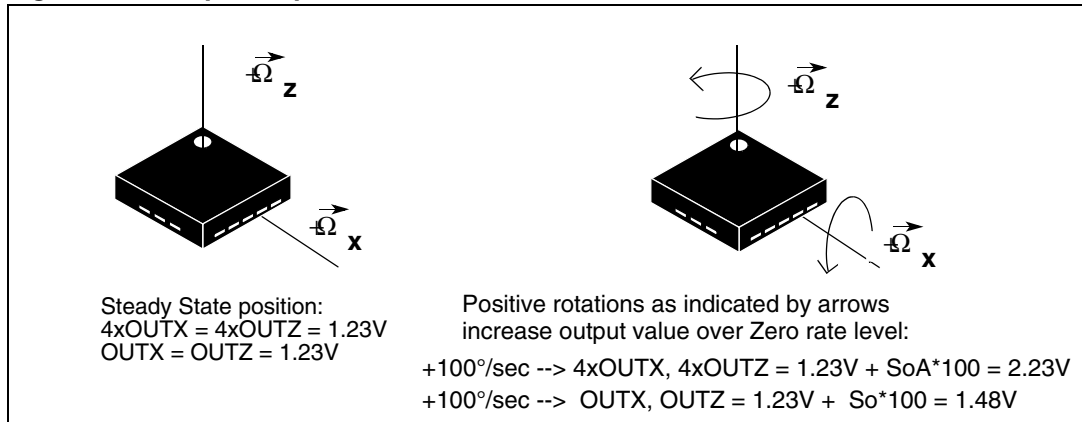 +Ω
z
+Ω
x
Steady State position:
4xOUTX = 4xOUTZ = 1.23V
OUTX = OUTZ = 1.23V
+Ω
z
+Ω
x
Positive rotations as indicated by arrows
increase output value over Zero rate level:
+100°/sec --> 4xOUTX, 4xOUTZ = 1.23V + SoA*100 = 2.23V
+100°/sec --> OUTX, OUTZ = 1.23V + So*100 = 1.48V